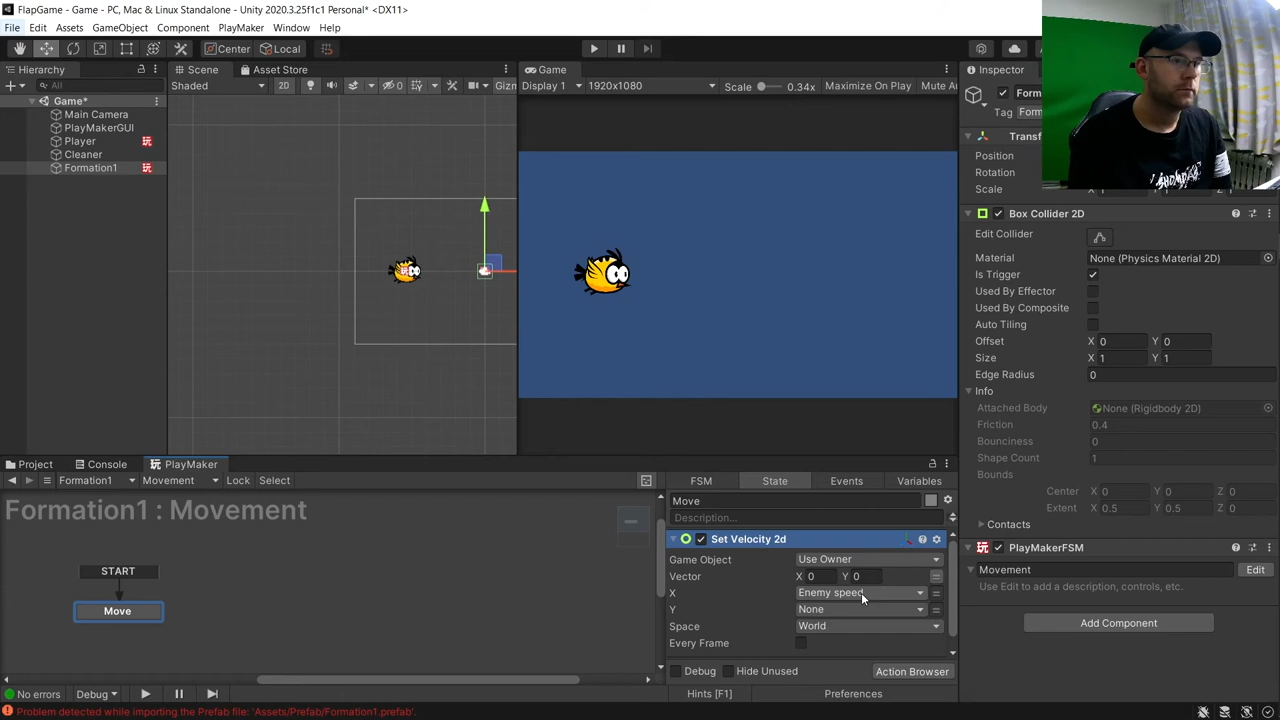 FlapGame - Game - PC, Mac & Linux Standalone - Unity 2020.3.25f1c1 Personal* <DX11>
File Edit Assets GameObject Component PlayMaker Window Help
Center Local
Hierarchy Scene Asset Store Game Inspector
All Shaded 2D 0 Gizm Display 1 1920x1080 Scale 0.34x Maximize On Play Mute Au
Game*
Main Camera
PlayMakerGUI
Player
Cleaner
Formation1
Form
Tag Form
Transf
Position
Rotation
Scale
Box Collider 2D
Edit Collider
Material None (Physics Material 2D)
Is Trigger
Used By Effector
Used By Composite
Auto Tiling
Offset X 0 Y 0
Size X 1 Y 1
Edge Radius 0
Info
Attached Body None (Rigidbody 2D)
Friction 0.4
Bounciness 0
Shape Count 1
Bounds
Center X 0 Y 0 Z 0
Extent X 0.5 Y 0.5 Z 0
Contacts
PlayMakerFSM
Movement Edit
Use Edit to add a description, controls, etc.
Add Component
Project Console PlayMaker
Formation1 Movement Lock Select
Formation1 : Movement
START
Move
FSM State Events Variables
Move
Description...
Set Velocity 2d
Game Object Use Owner
Vector X 0 Y 0
X Enemy speed
Y None
Space World
Every Frame
Debug Hide Unused Action Browser
No errors Debug Hints [F1] Preferences
Problem detected while importing the Prefab file: 'Assets/Prefab/Formation1.prefab'.